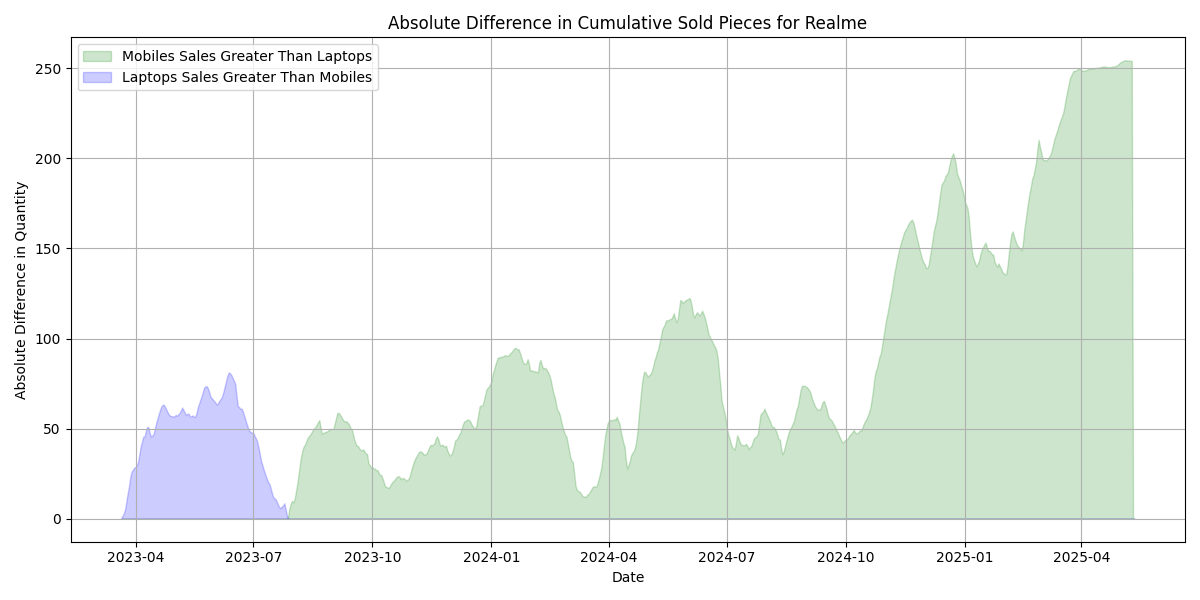 Absolute Difference in Cumulative Sold Pieces for Realme
Mobiles Sales Greater Than Laptops
Laptops Sales Greater Than Mobiles
Absolute Difference in Quantity
250
200
150
100
50
0
2023-04 2023-07 2023-10 2024-01 2024-04 2024-07 2024-10 2025-01 2025-04
Date